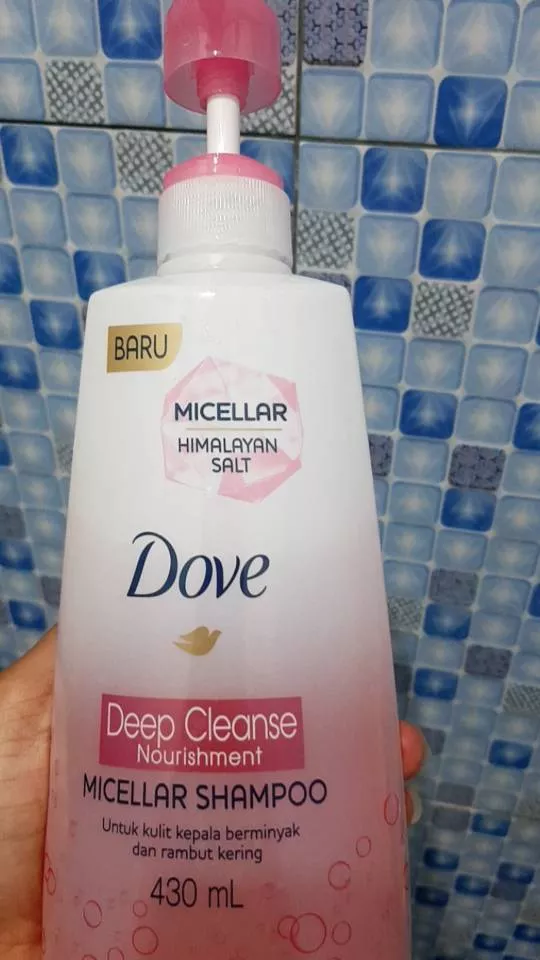 BARU
MICELLAR
HIMALAYAN
SALT
Dove
Deep Cleanse
Nourishment
MICELLAR SHAMPOO
Untuk kulit kepala berminyak
dan rambut kering
430 mL